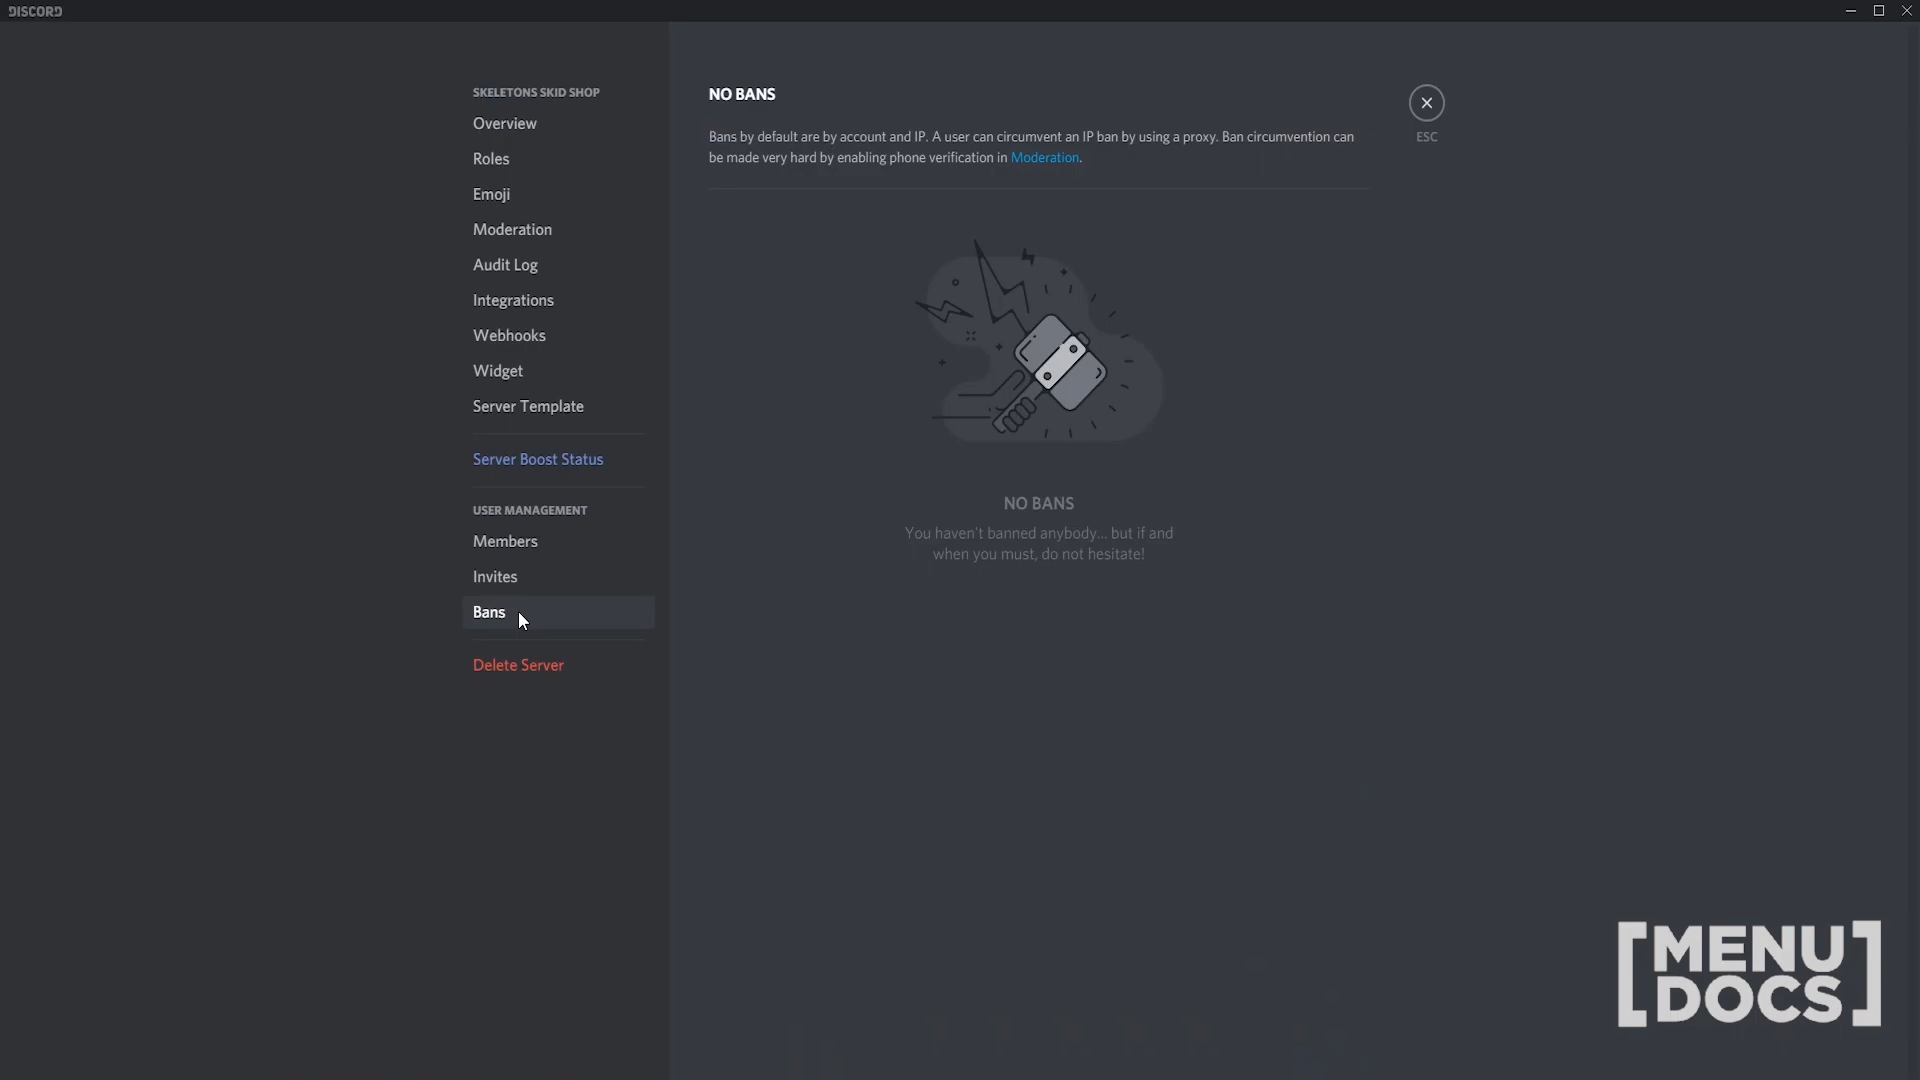 DISCORD
SKELETONS SKID SHOP
Overview
Roles
Emoji
Moderation
Audit Log
Integrations
Webhooks
Widget
Server Template
Server Boost Status
USER MANAGEMENT
Members
Invites
Bans
Delete Server
NO BANS
Bans by default are by account and IP. A user can circumvent an IP ban by using a proxy. Ban circumvention can
be made very hard by enabling phone verification in Moderation.
ESC
NO BANS
You haven't banned anybody... but if and
when you must, do not hesitate!
[MENU
DOCS]